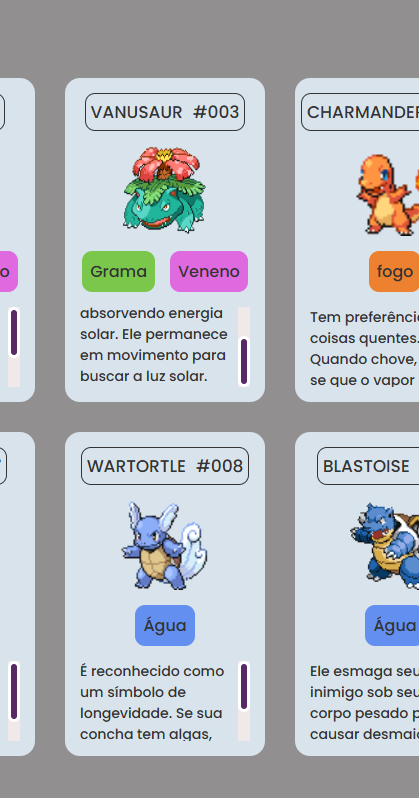 VANUSAUR #003
CHARMANDER
o
Grama
Veneno
fogo
absorvendo energia
solar. Ele permanece
em movimento para
buscar a luz solar.
Tem preferênci
coisas quentes.
Quando chove,
se que o vapor
WARTORTLE #008
BLASTOISE
Água
Água
É reconhecido como
um símbolo de
longevidade. Se sua
concha tem algas,
Ele esmaga seu
inimigo sob seu
corpo pesado p
causar desmaio